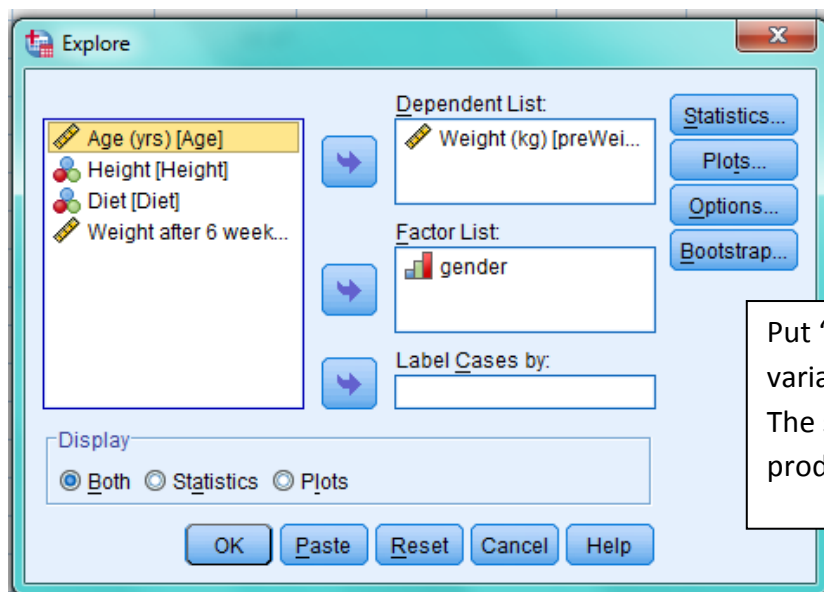 Explore
Age (yrs) [Age]
Height [Height]
Diet [Diet]
Weight after 6 week...
Dependent List:
Weight (kg) [preWei...
Factor List:
gender
Label Cases by:
Statistics...
Plots...
Options...
Bootstrap...
Display
Both Statistics Plots
OK Paste Reset Cancel Help
Put
The